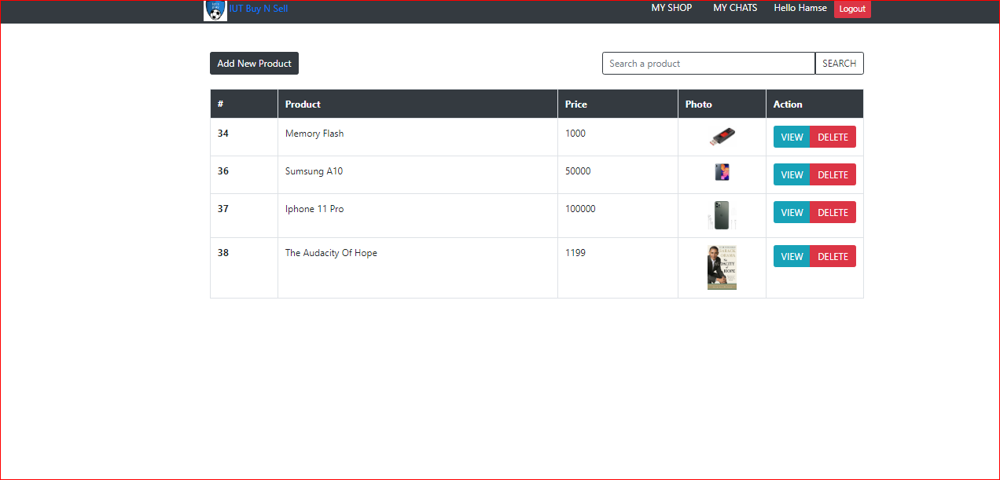 IUT Buy N Sell MY SHOP MY CHATS Hello Hamse Logout
Add New Product Search a product SEARCH
# Product Price Photo Action
34 Memory Flash 1000 VIEW DELETE
36 Sumsung A10 50000 VIEW DELETE
37 Iphone 11 Pro 100000 VIEW DELETE
38 The Audacity Of Hope 1199 VIEW DELETE